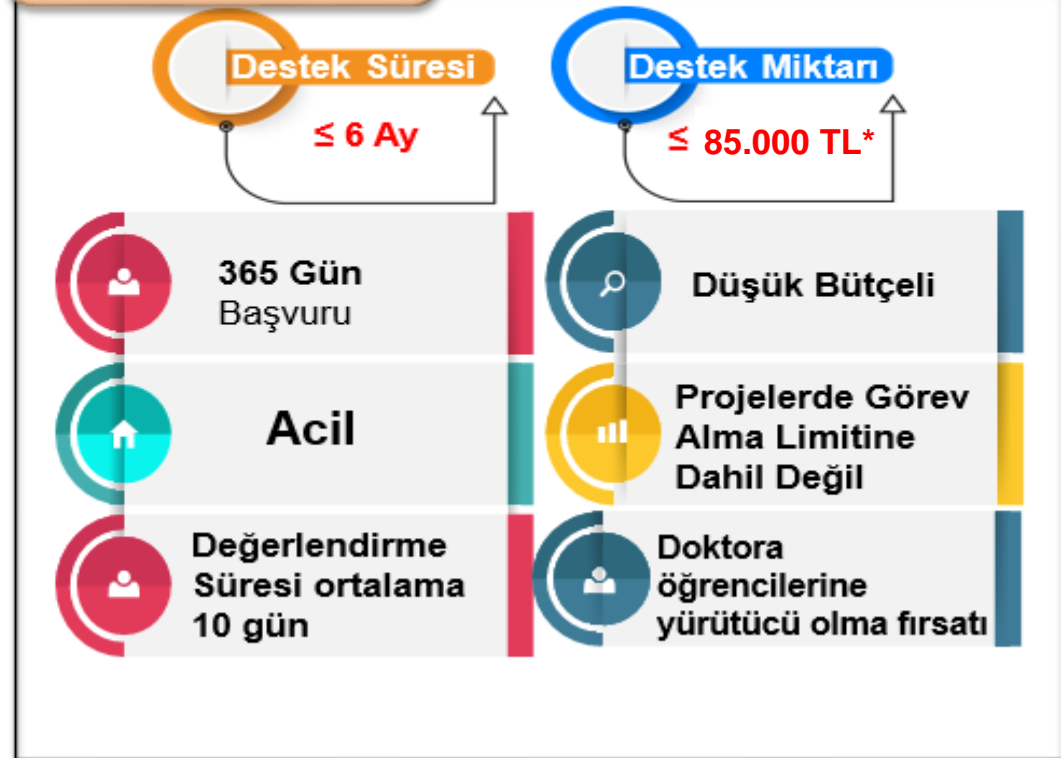 Destek Süresi
≤ 6 Ay
Destek Miktarı
≤ 85.000 TL*
365 Gün
Başvuru
Acil
Değerlendirme
Süresi ortalama
10 gün
Düşük Bütçeli
Projelerde Görev
Alma Limitine
Dahil Değil
Doktora
öğrencilerine
yürütücü olma fırsatı